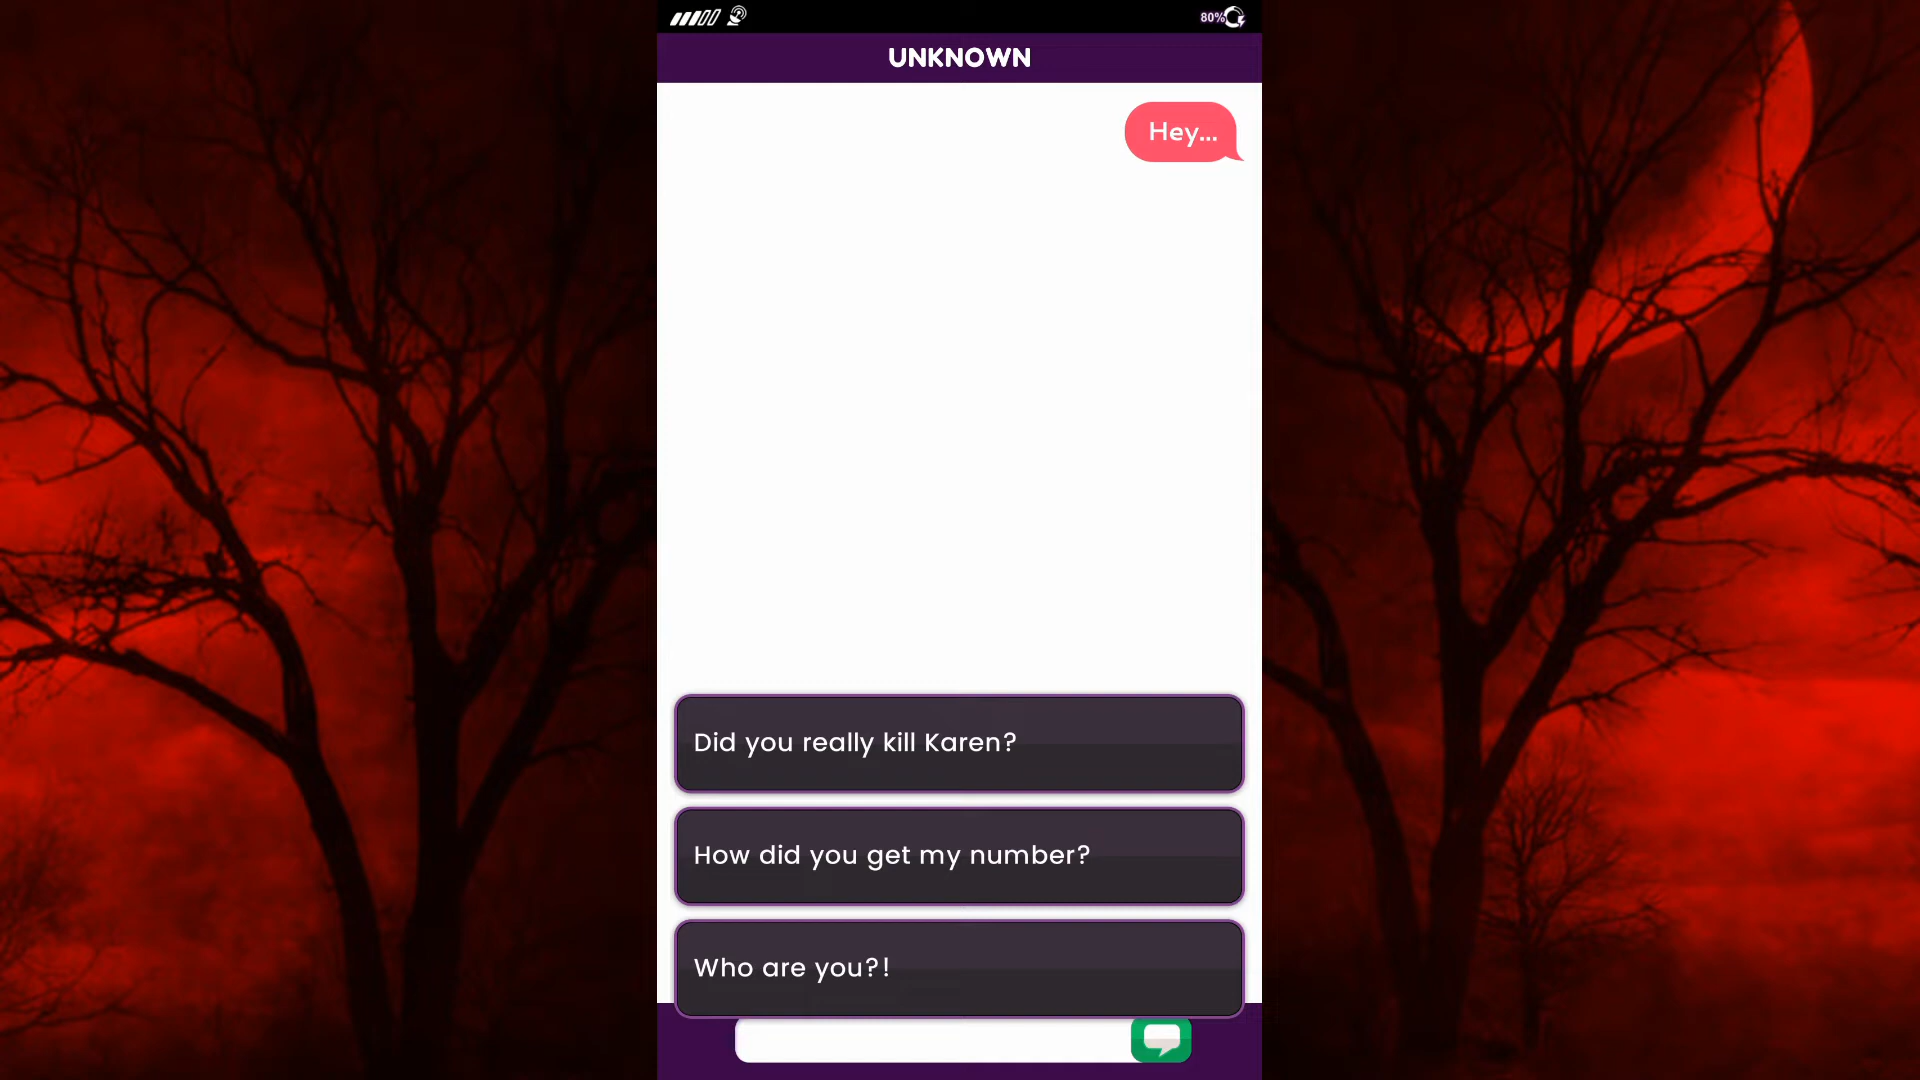 80%
UNKNOWN
Hey...
Did you really kill Karen?
How did you get my number?
Who are you?!